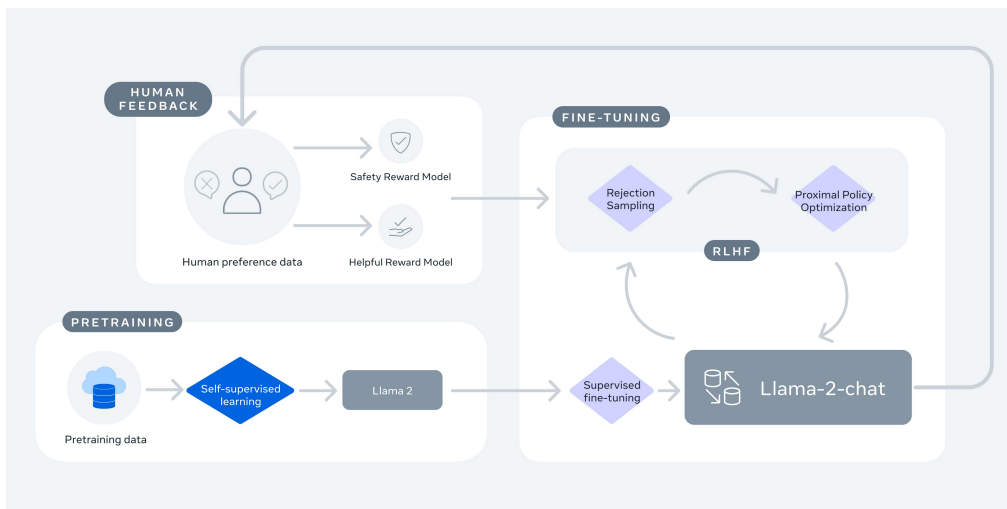 HUMAN
FEEDBACK
Safety Reward Model
Human preference data
Helpful Reward Model
FINE-TUNING
Rejection
Sampling
Proximal Policy
Optimization
RLHF
PRETRAINING
Pretraining data
Self-supervised
learning
Llama 2
Supervised
fine-tuning
Llama-2-chat